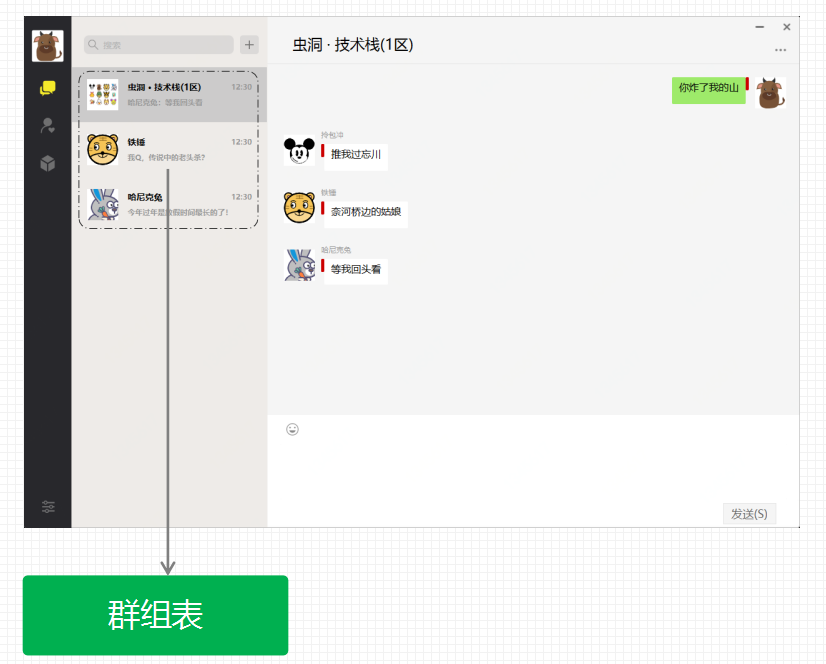 搜索
虫洞 · 技术栈(1区)
虫洞 • 技术栈(1区) 12:30
哈尼克兔：等我回头看
你炸了我的山
铁锤 12:30
我Q，传说中的老头杀?
拎包冲
推我过忘川
哈尼克兔 12:30
今年过年是放假时间最长的了!
铁锤
奈河桥边的姑娘
哈尼克兔
等我回头看
发送(S)
群组表